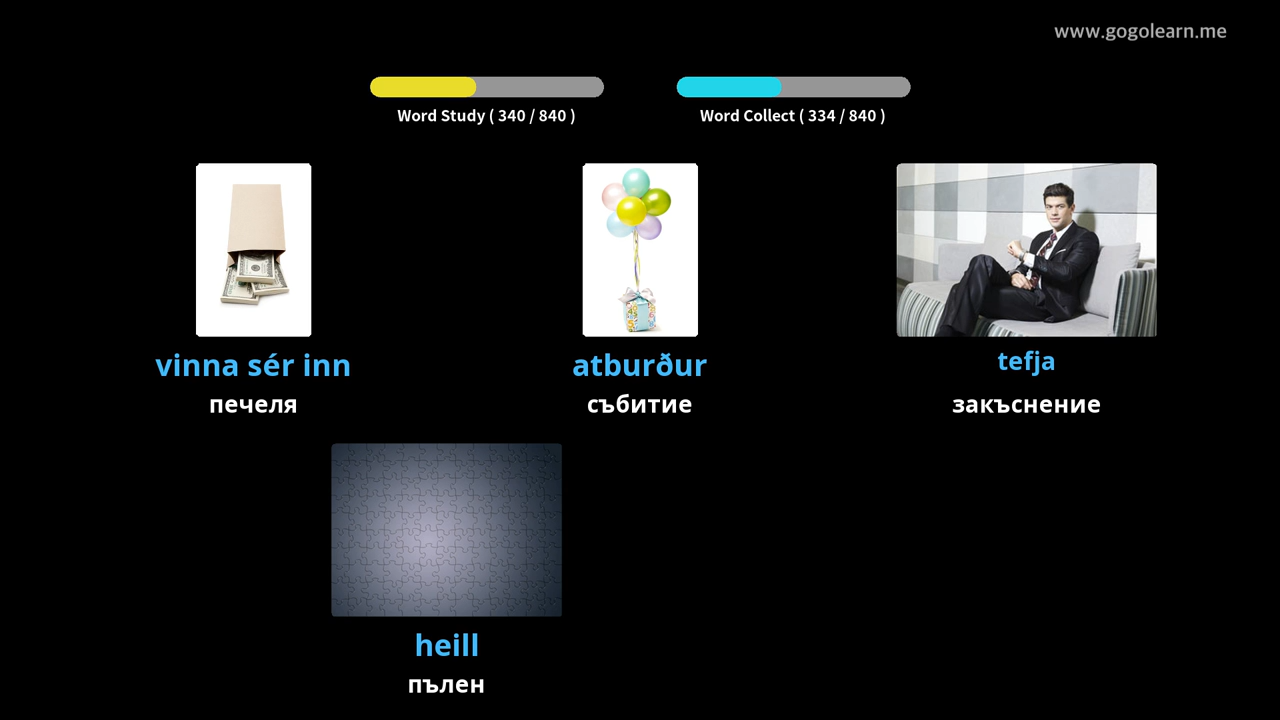 www.gogolearn.me
Word Study ( 340 / 840 )
Word Collect ( 334 / 840 )
vinna sér inn
печеля
atburður
събитие
tefja
закъснение
heill
пълен